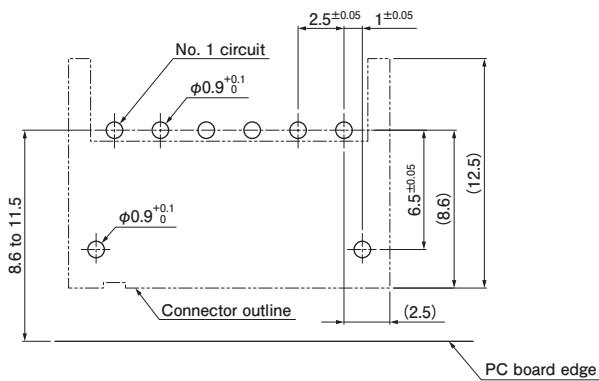 2.5±0.05
1±0.05
No. 1 circuit
φ0.9+0.1 0
8.6 to 11.5
φ0.9+0.1 0
6.5±0.05
(8.6)
(12.5)
Connector outline
(2.5)
PC board edge